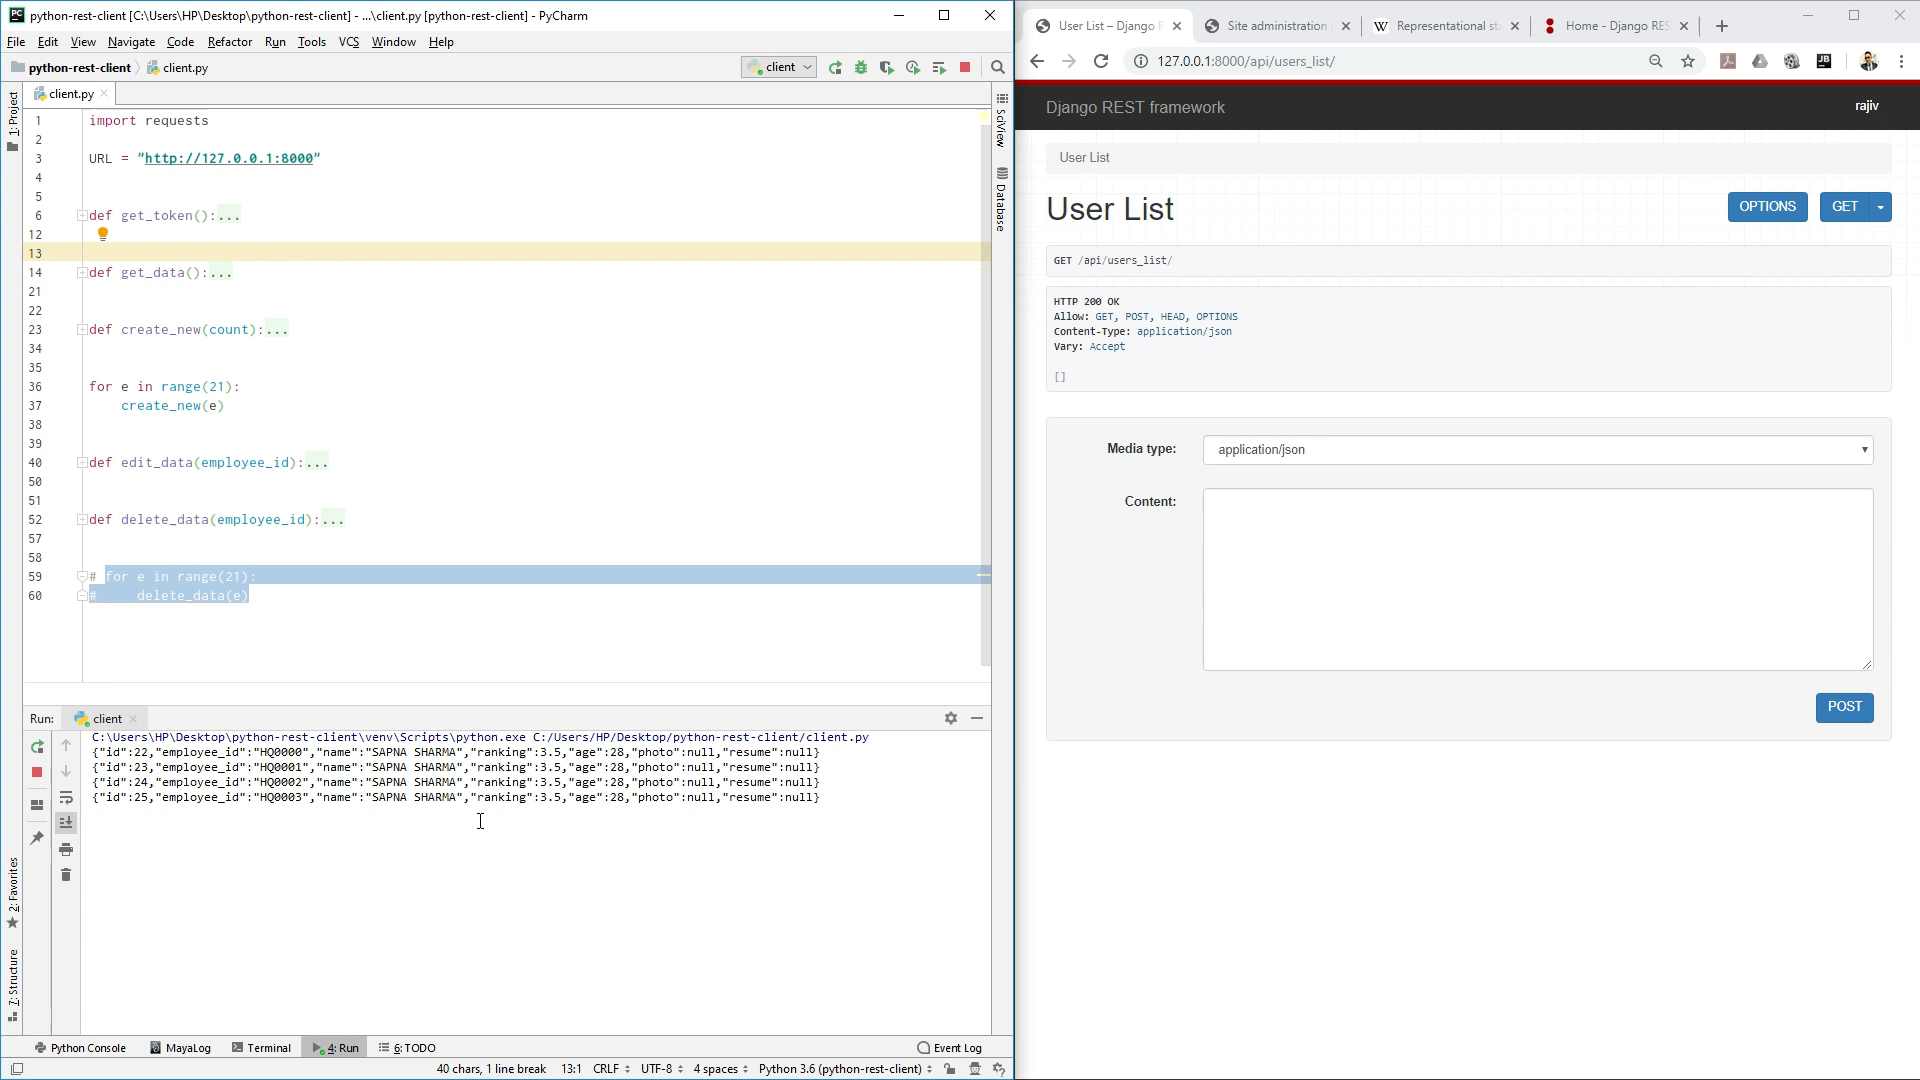 python-rest-client [C:\Users\HP\Desktop\python-rest-client] - ...\client.py [python-rest-client] - PyCharm
File Edit View Navigate Code Refactor Run Tools VCS Window Help
python-rest-client client.py
client
client.py
1: Project
SciView
Database
2: Favorites
7: Structure
1 import requests
2
3 URL = "http://127.0.0.1:8000"
4
5
6 def get_token():...
12
13
14 def get_data():...
21
22
23 def create_new(count):...
34
35
36 for e in range(21):
37 create_new(e)
38
39
40 def edit_data(employee_id):...
50
51
52 def delete_data(employee_id):...
57
58
59 # for e in range(21):
60 # delete_data(e)
Run: client
C:\Users\HP\Desktop\python-rest-client\venv\Scripts\python.exe C:/Users/HP/Desktop/python-rest-client/client.py
{"id":22,"employee_id":"HQ0000","name":"SAPNA SHARMA","ranking":3.5,"age":28,"photo":null,"resume":null}
{"id":23,"employee_id":"HQ0001","name":"SAPNA SHARMA","ranking":3.5,"age":28,"photo":null,"resume":null}
{"id":24,"employee_id":"HQ0002","name":"SAPNA SHARMA","ranking":3.5,"age":28,"photo":null,"resume":null}
{"id":25,"employee_id":"HQ0003","name":"SAPNA SHARMA","ranking":3.5,"age":28,"photo":null,"resume":null}
Python Console MayaLog Terminal 4: Run 6: TODO Event Log
40 chars, 1 line break 13:1 CRLF UTF-8 4 spaces Python 3.6 (python-rest-client)
User List – Django Site administration Representational Home - Django
127.0.0.1:8000/api/users_list/
Django REST framework rajiv
User List
User List OPTIONS GET
GET /api/users_list/
HTTP 200 OK
Allow: GET, POST, HEAD, OPTIONS
Content-Type: application/json
Vary: Accept
[]
Media type: application/json
Content:
POST